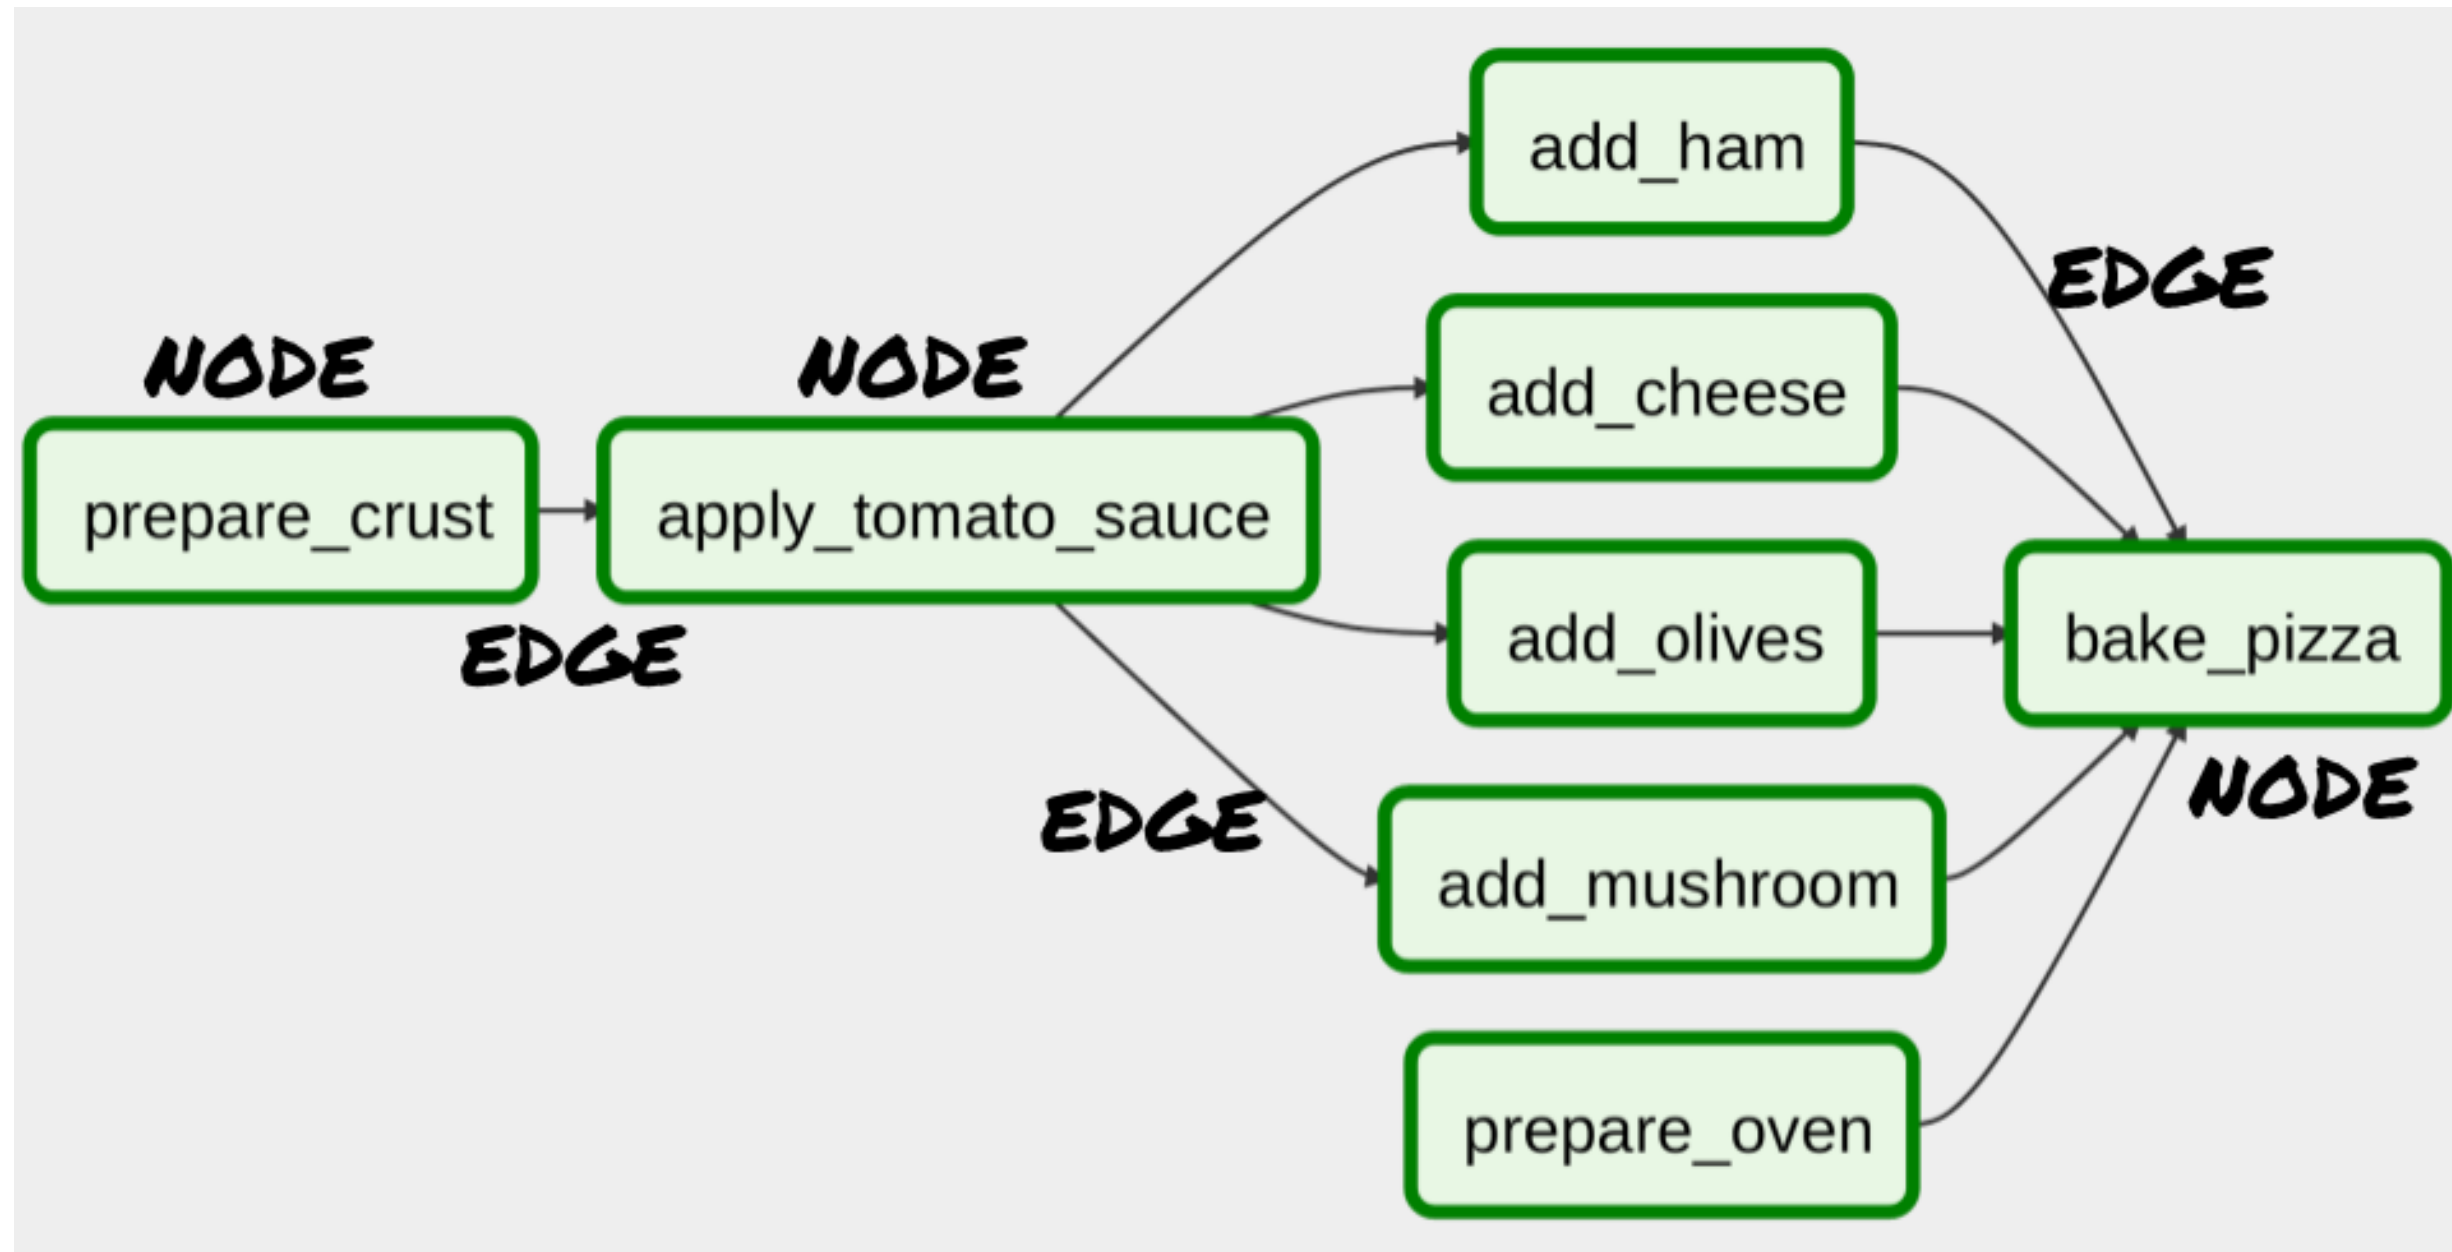 add_ham
EDGE
NODE
NODE
add_cheese
prepare_crust
apply_tomato_sauce
add_olives
bake_pizza
EDGE
EDGE
NODE
add_mushroom
prepare_oven